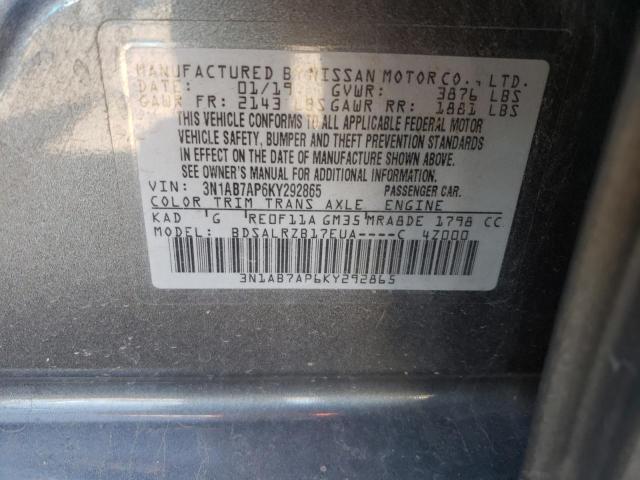 MANUFACTURED BY NISSAN MOTOR CO., LTD.
DATE: 01/19 GVWR: 3876 LBS
GAWR FR: 2143 LBS GAWR RR: 1881 LBS
THIS VEHICLE CONFORMS TO ALL APPLICABLE FEDERAL MOTOR
VEHICLE SAFETY, BUMPER AND THEFT PREVENTION STANDARDS
IN EFFECT ON THE DATE OF MANUFACTURE SHOWN ABOVE.
SEE OWNER'S MANUAL FOR ADDITIONAL INFORMATION.
VIN: 3N1AB7AP6KY292865 PASSENGER CAR.
COLOR TRIM TRANS AXLE ENGINE
KAD G RE0F11A GM35 MRA8DE 1798 CC
MODEL: BDSALRZB17EUA----C 4Z000
3N1AB7AP6KY292865